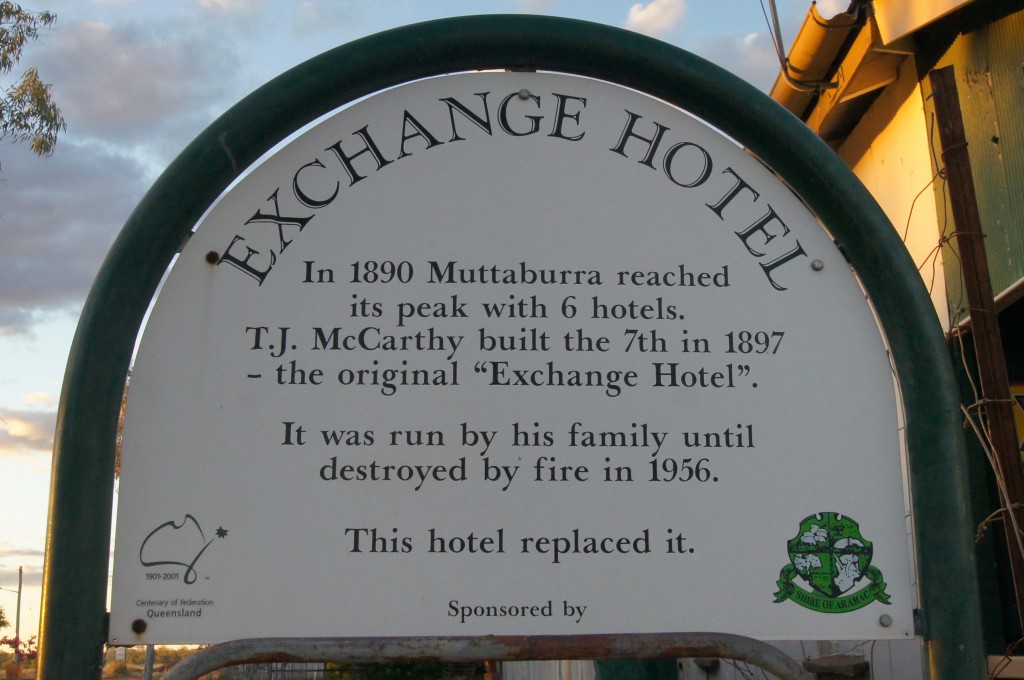 EXCHANGE HOTEL
In 1890 Muttaburra reached
its peak with 6 hotels.
T.J. McCarthy built the 7th in 1897
– the original “Exchange Hotel”.
It was run by his family until
destroyed by fire in 1956.
This hotel replaced it.
1901-2001
Centenary of Federation
Queensland
SHIRE OF ARAMAC
Sponsored by